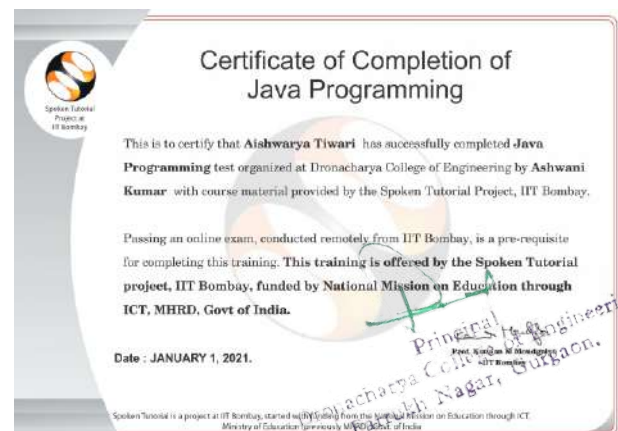 Spoken Tutorial
Project at
IIT Bombay
Certificate of Completion of
Java Programming
This is to certify that Aishwarya Tiwari has successfully completed Java
Programming test organized at Dronacharya College of Engineering by Ashwani
Kumar with course material provided by the Spoken Tutorial Project, IIT Bombay.
Passing an online exam, conducted remotely from IIT Bombay, is a pre-requisite
for completing this training. This training is offered by the Spoken Tutorial
project, IIT Bombay, funded by National Mission on Education through
ICT, MHRD, Govt of India.
Date : JANUARY 1, 2021.
Principal
College of Engineeri
Nagar, Gurgaon.
IIT Bombay
Spoken Tutorial is a project at IIT Bombay, started with funding from the National Mission on Education through ICT,
Ministry of Education (previously MHRD), Govt. of India